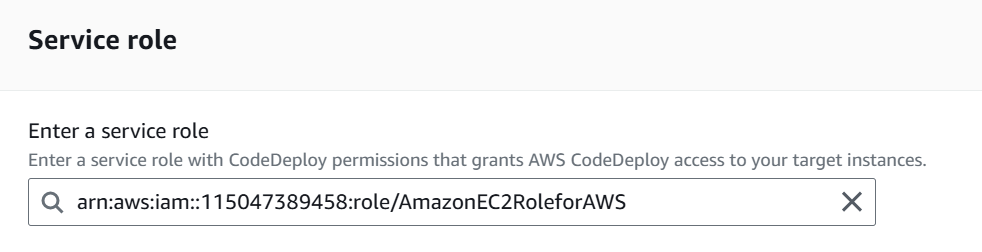 Service role
Enter a service role
Enter a service role with CodeDeploy permissions that grants AWS CodeDeploy access to your target instances.
arn:aws:iam::115047389458:role/AmazonEC2RoleforAWS